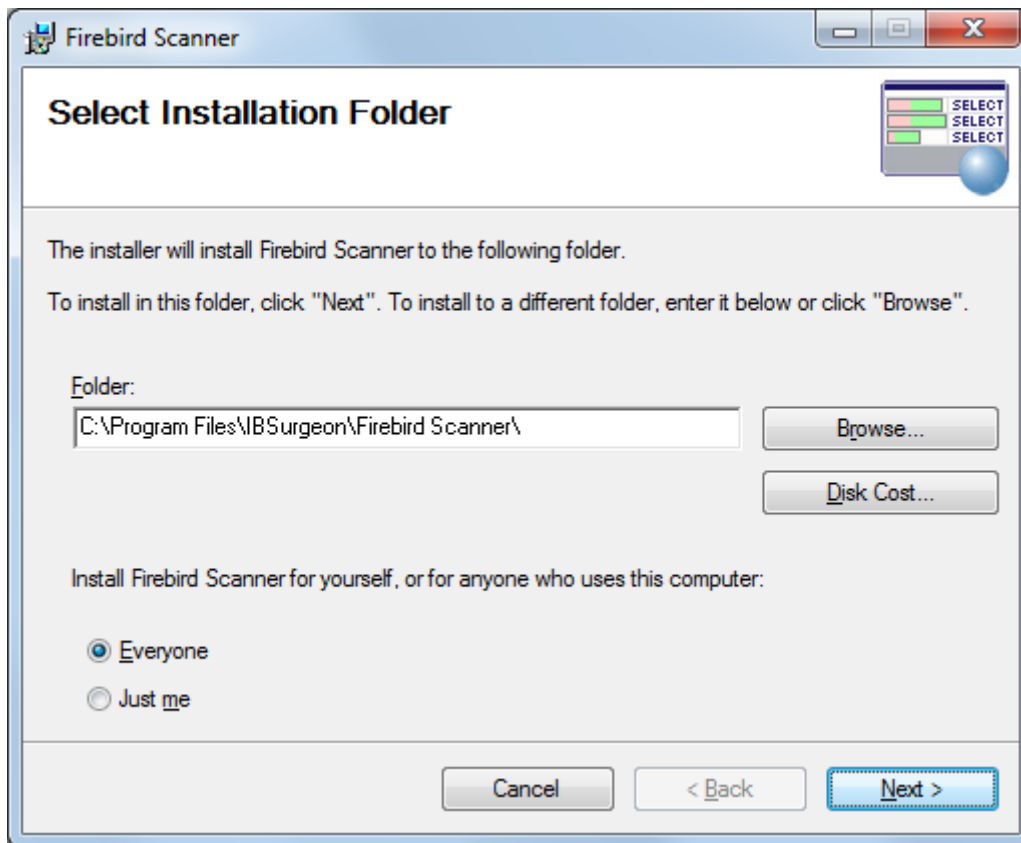 Firebird Scanner
Select Installation Folder
SELECT
SELECT
SELECT
The installer will install Firebird Scanner to the following folder.
To install in this folder, click "Next". To install to a different folder, enter it below or click "Browse".
Folder:
C:\Program Files\IBSurgeon\Firebird Scanner\
Browse...
Disk Cost...
Install Firebird Scanner for yourself, or for anyone who uses this computer:
Everyone
Just me
Cancel
< Back
Next >